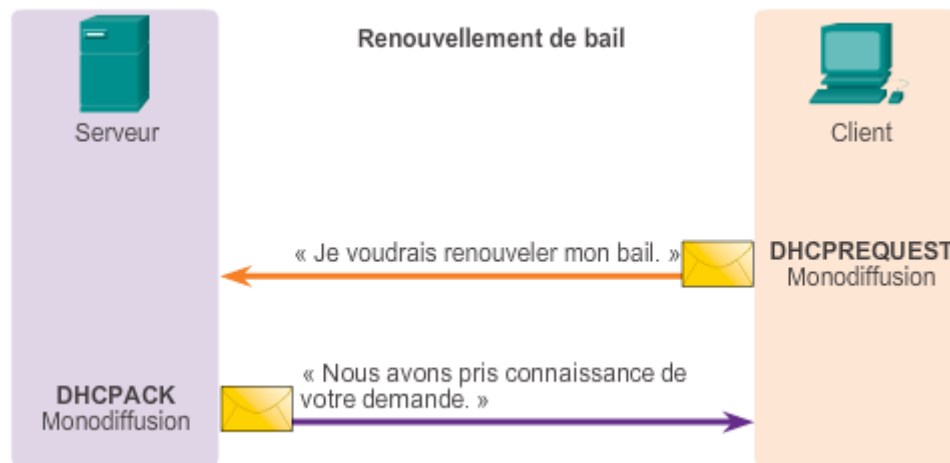 Renouvellement de bail
Serveur
Client
« Je voudrais renouveler mon bail. »
DHCPREQUEST
Monodiffusion
DHCPACK
Monodiffusion
« Nous avons pris connaissance de
votre demande. »